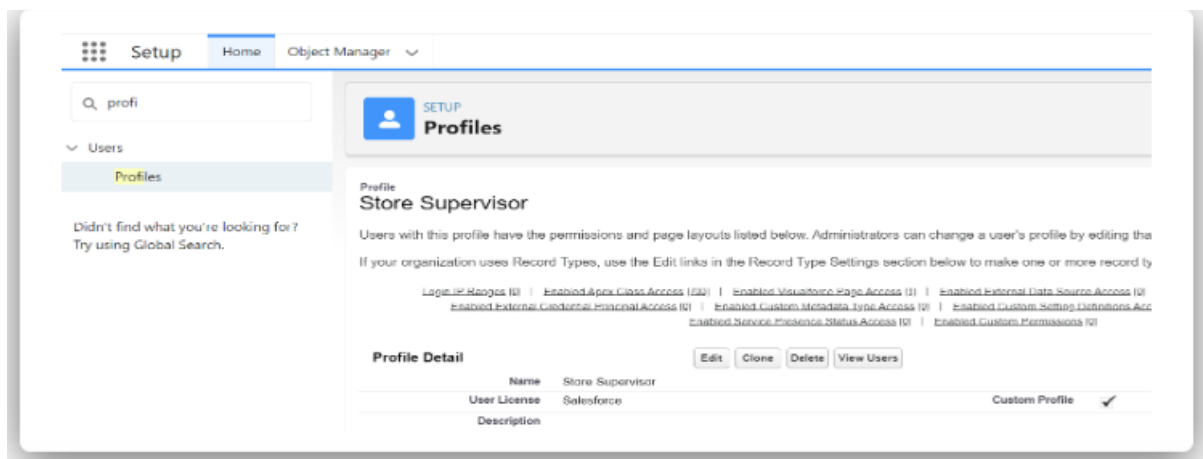 Setup Home Object Manager
profi
Users
Profiles
Didn't find what you're looking for?
Try using Global Search.
SETUP
Profiles
Profile
Store Supervisor
Users with this profile have the permissions and page layouts listed below. Administrators can change a user's profile by editing tha
If your organization uses Record Types, use the Edit links in the Record Type Settings section below to make one or more record ty
Login IP Ranges [0] | Enabled Apex Class Access | Enabled Visualforce Page Access | Enabled External Data Source Access [0]
Enabled External Credential Principal Access [0] | Enabled Custom Metadata Type Access [0] | Enabled Custom Setting Definitions Acc
Enabled Service Presence Status Access [0] | Enabled Custom Permissions [0]
Profile Detail Edit Clone Delete View Users
Name Store Supervisor
User License Salesforce Custom Profile
Description